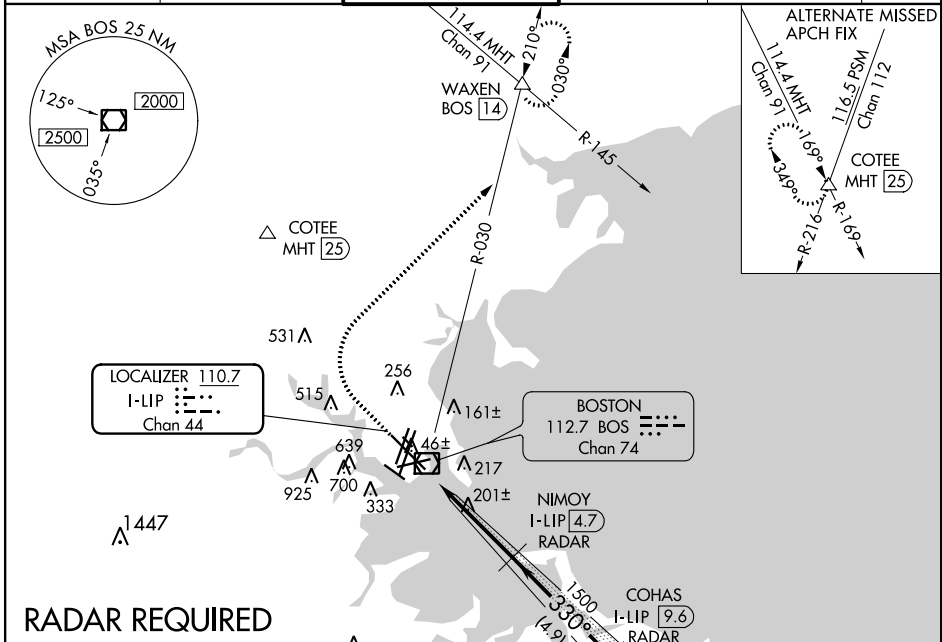 MSA BOS 25 NM
125°
2000
2500
035°
114.4 MHT
Chan 91
210°
030°
WAXEN
BOS 14
R-145
R-030
ALTERNATE MISSED
APCH FIX
114.4 MHT
Chan 91
116.5 PSM
Chan 112
169°
349°
COTEE
MHT 25
R-216
R-169
COTEE
MHT 25
531
LOCALIZER 110.7
I-LIP
Chan 44
515
256
161±
BOSTON
112.7 BOS
Chan 74
46±
639
700
925
333
217
201±
1447
NIMOY
I-LIP 4.7
RADAR
1500
330°
(4.9)
COHAS
I-LIP 9.6
RADAR
RADAR REQUIRED